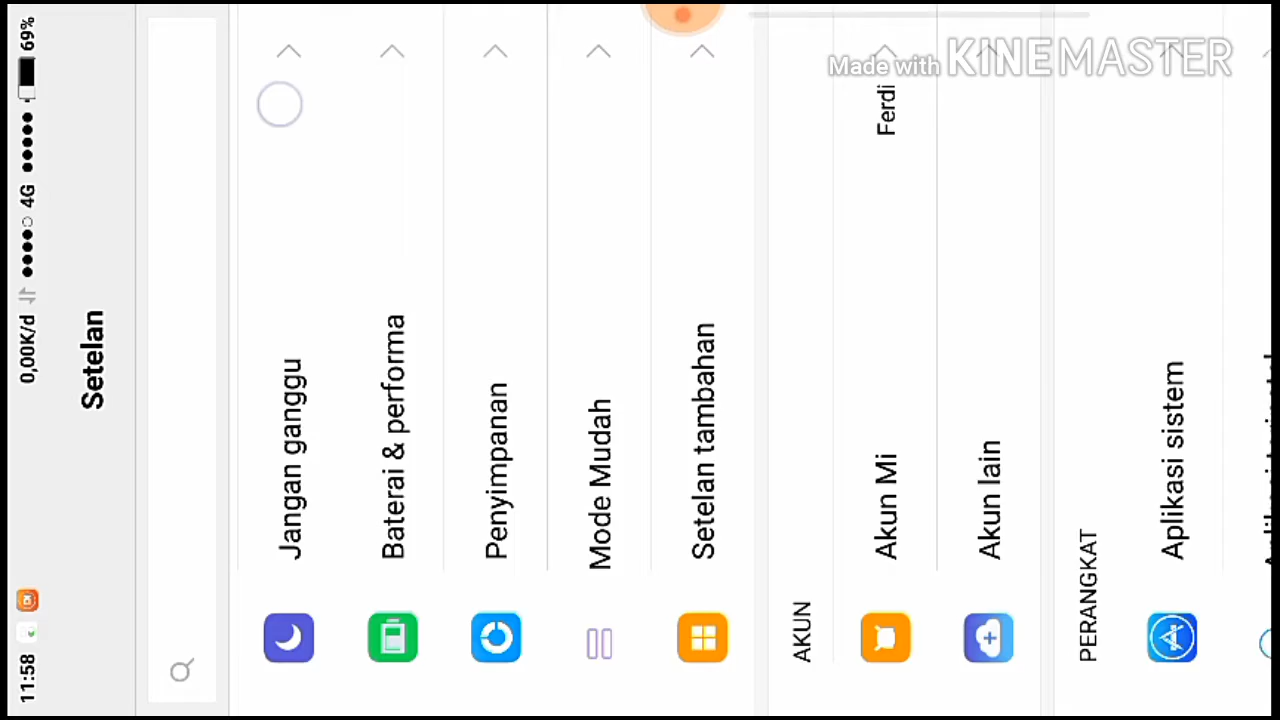 11:58 0,00K/d 4G 69%
Setelan
Jangan ganggu
Baterai & performa
Penyimpanan
Mode Mudah
Setelan tambahan
AKUN
Akun Mi Ferdi
Akun lain
PERANGKAT
Aplikasi sistem
Made with KINEMASTER